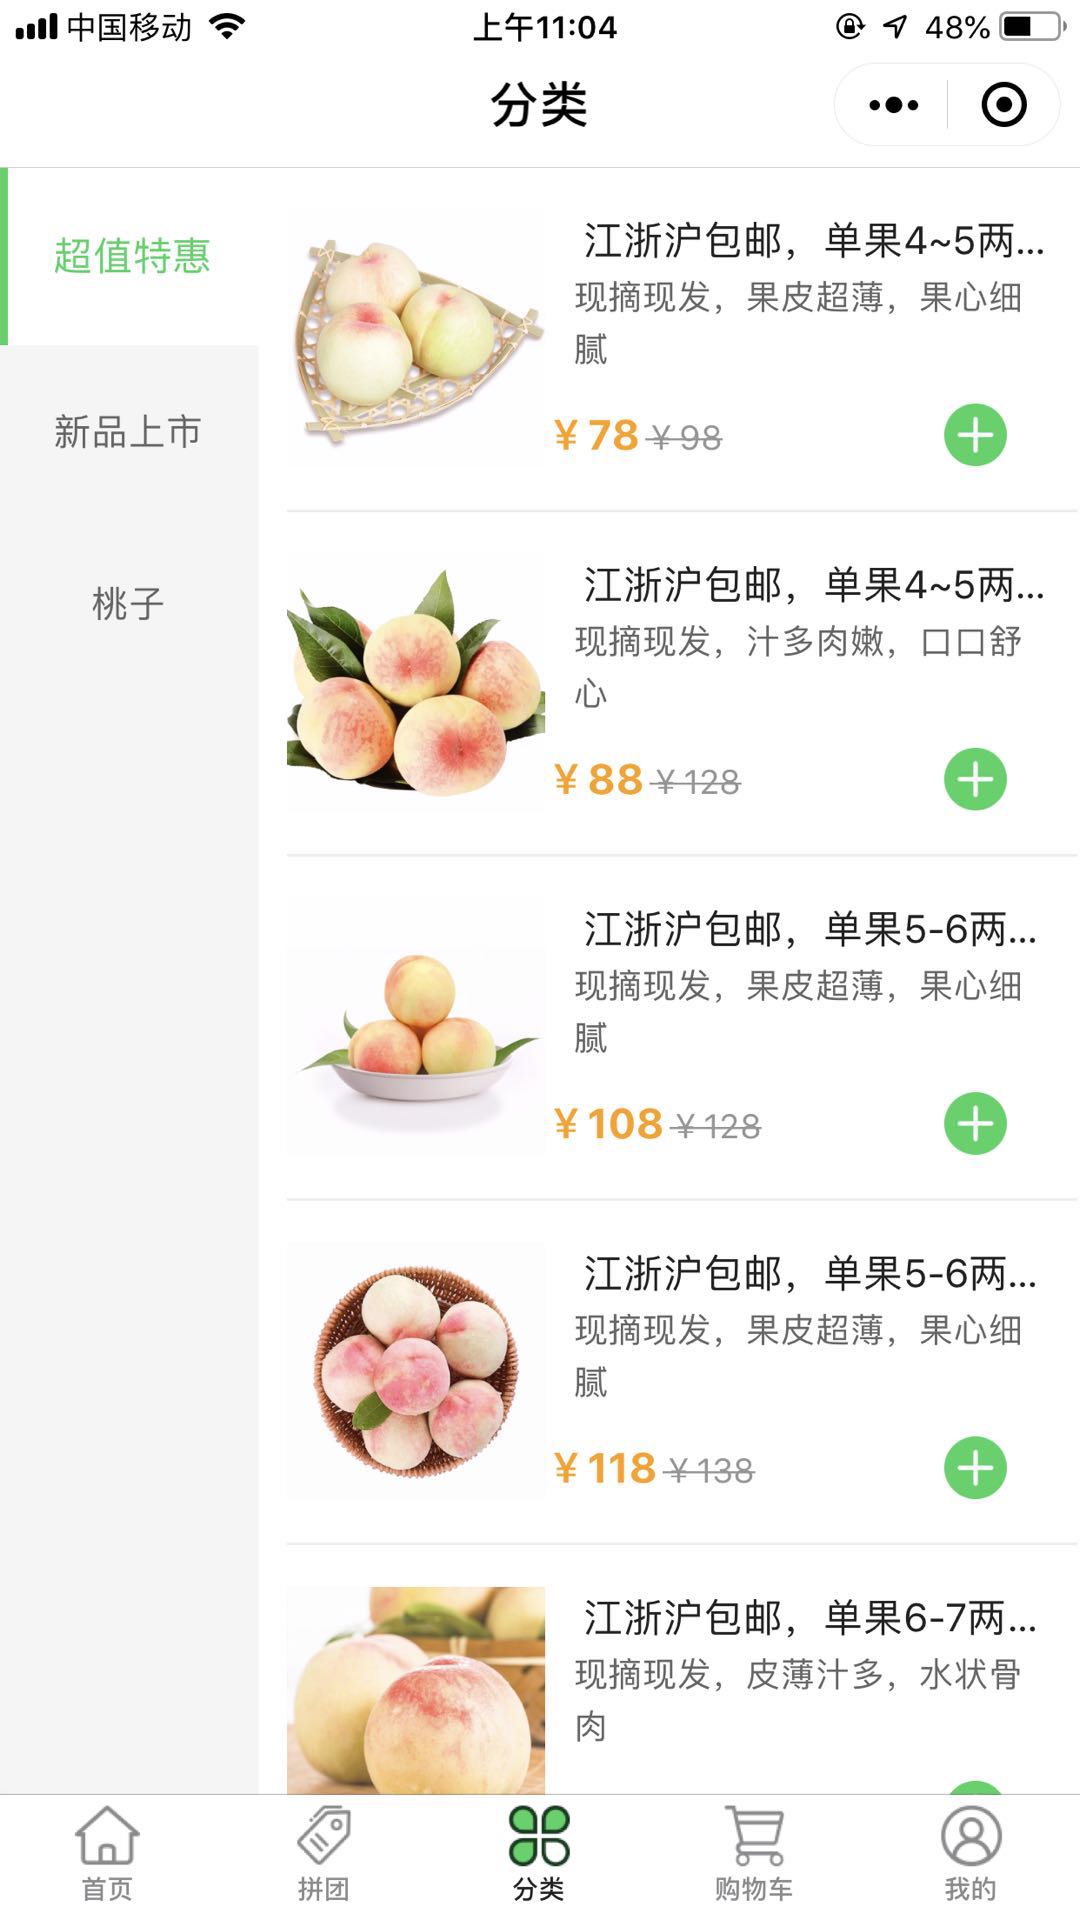 中国移动
上午11:04
48%
分类
超值特惠
新品上市
桃子
江浙沪包邮，单果4~5两...
现摘现发，果皮超薄，果心细
腻
¥ 78 ¥ 98
江浙沪包邮，单果4~5两...
现摘现发，汁多肉嫩，口口舒
心
¥ 88 ¥ 128
江浙沪包邮，单果5-6两...
现摘现发，果皮超薄，果心细
腻
¥ 108 ¥ 128
江浙沪包邮，单果5-6两...
现摘现发，果皮超薄，果心细
腻
¥ 118 ¥ 138
江浙沪包邮，单果6-7两...
现摘现发，皮薄汁多，水状骨
肉
首页
拼团
分类
购物车
我的